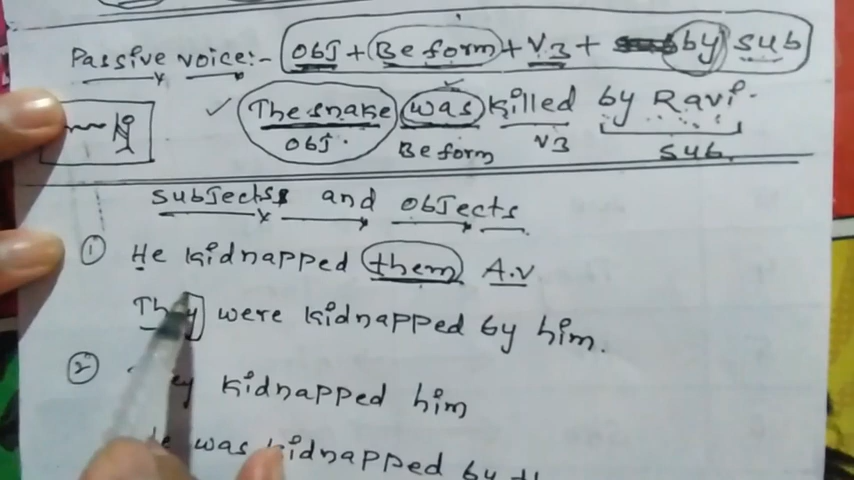 Passive voice:- obJ + Be form + V3 + by sub
The snake was killed by Ravi.
obJ. Be form V3 sub.
subJects and obJects
① He kidnapped them A.V
They were kidnapped by him.
② kidnapped him
was kidnapped by